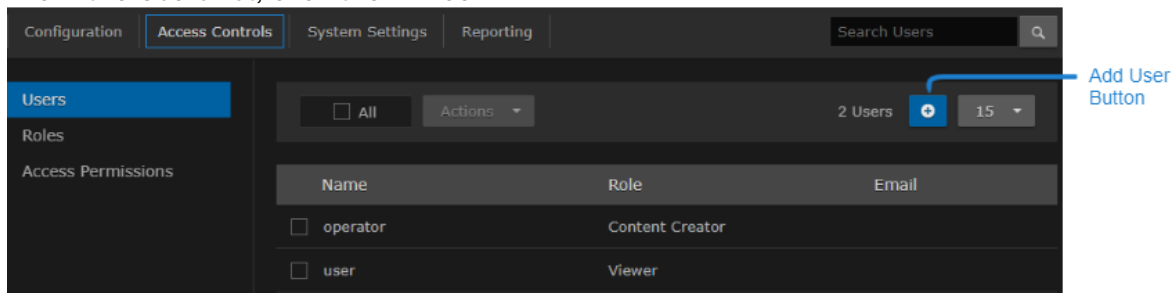 Configuration Access Controls System Settings Reporting Search Users
Add User
Button
Users
All Actions 2 Users 15
Roles
Access Permissions
Name Role Email
operator Content Creator
user Viewer